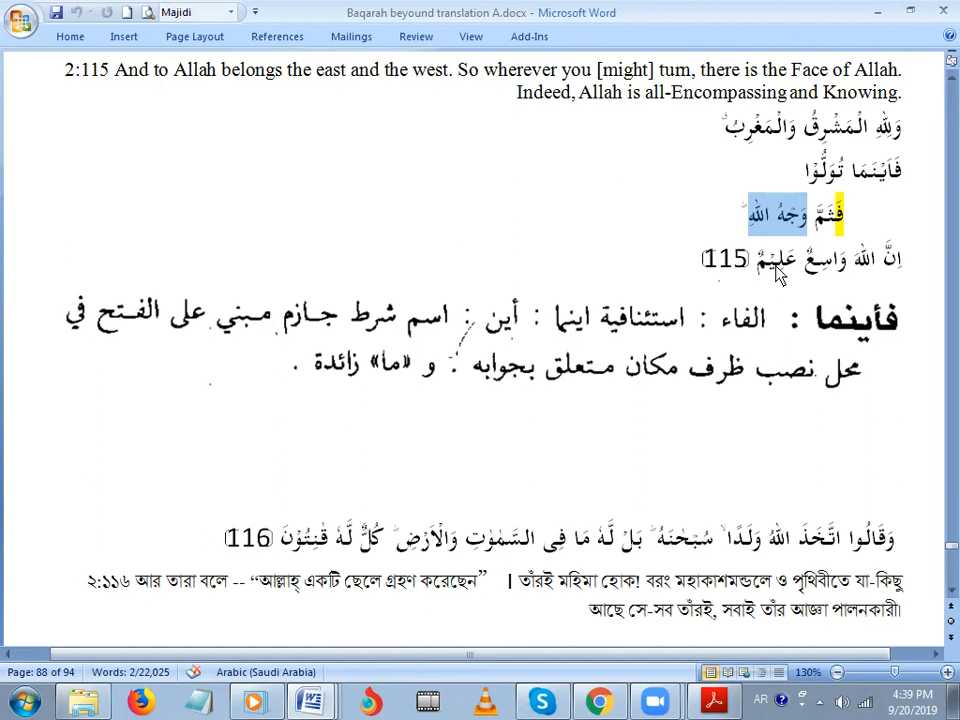 Majidi
Baqarah beyound translation A.docx - Microsoft Word
Home Insert Page Layout References Mailings Review View Add-Ins
2:115 And to Allah belongs the east and the west. So wherever you [might] turn, there is the Face of Allah.
Indeed, Allah is all-Encompassing and Knowing.
وَلِلّٰهِ الْمَشْرِقُ وَالْمَغْرِبُ ۗ
فَاَيْنَمَا تُوَلُّوْا
فَثَمَّ وَجْهُ اللّٰهِ ؕ
اِنَّ اللّٰهَ وَاسِعٌ عَلِيْمٌ ﴿115﴾
فأينما : الفاء : استئنافية اينما : أين : اسم شرط جازم مبني على الفتح في
محل نصب ظرف مكان متعلق بجوابه . و «ما» زائدة .
وَقَالُوا اتَّخَذَ اللّٰهُ وَلَدًا ۙ سُبْحٰنَهٗ ؕ بَلْ لَّهٗ مَا فِى السَّمٰوٰتِ وَالْاَرْضِ ؕ كُلٌّ لَّهٗ قٰنِتُوْنَ ﴿116﴾
২:১১৬ আর তারা বলে -- “আল্লাহ্ একটি ছেলে গ্রহণ করেছেন” । তাঁরই মহিমা হোক! বরং মহাকাশমন্ডলে ও পৃথিবীতে যা-কিছু
আছে সে-সব তাঁরই, সবাই তাঁর আজ্ঞা পালনকারী।
Page: 88 of 94 Words: 2/22,025 Arabic (Saudi Arabia) 130%
AR 4:39 PM
9/20/2019